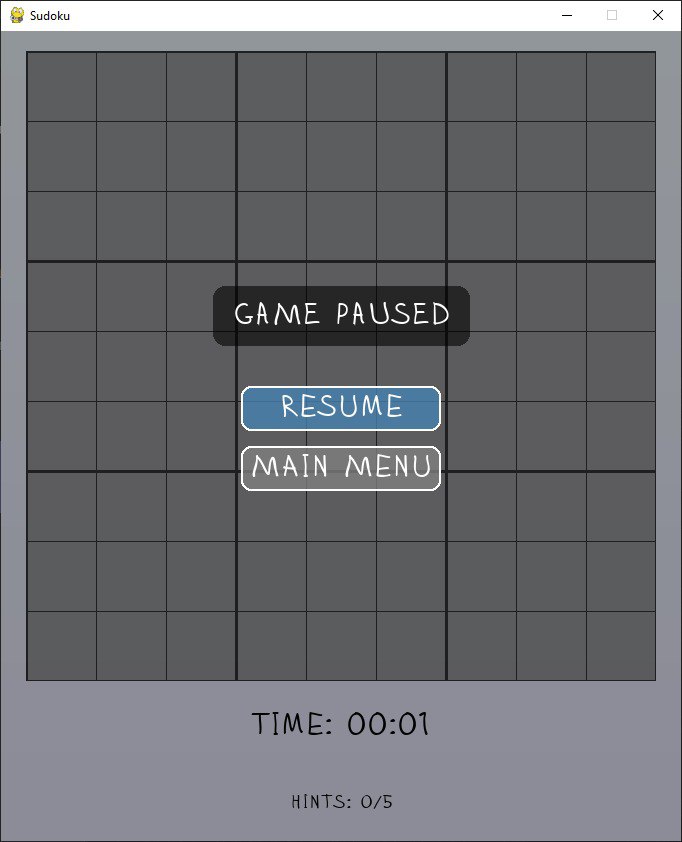 Sudoku
GAME PAUSED
RESUME
MAIN MENU
TIME: 00:01
HINTS: 0/5